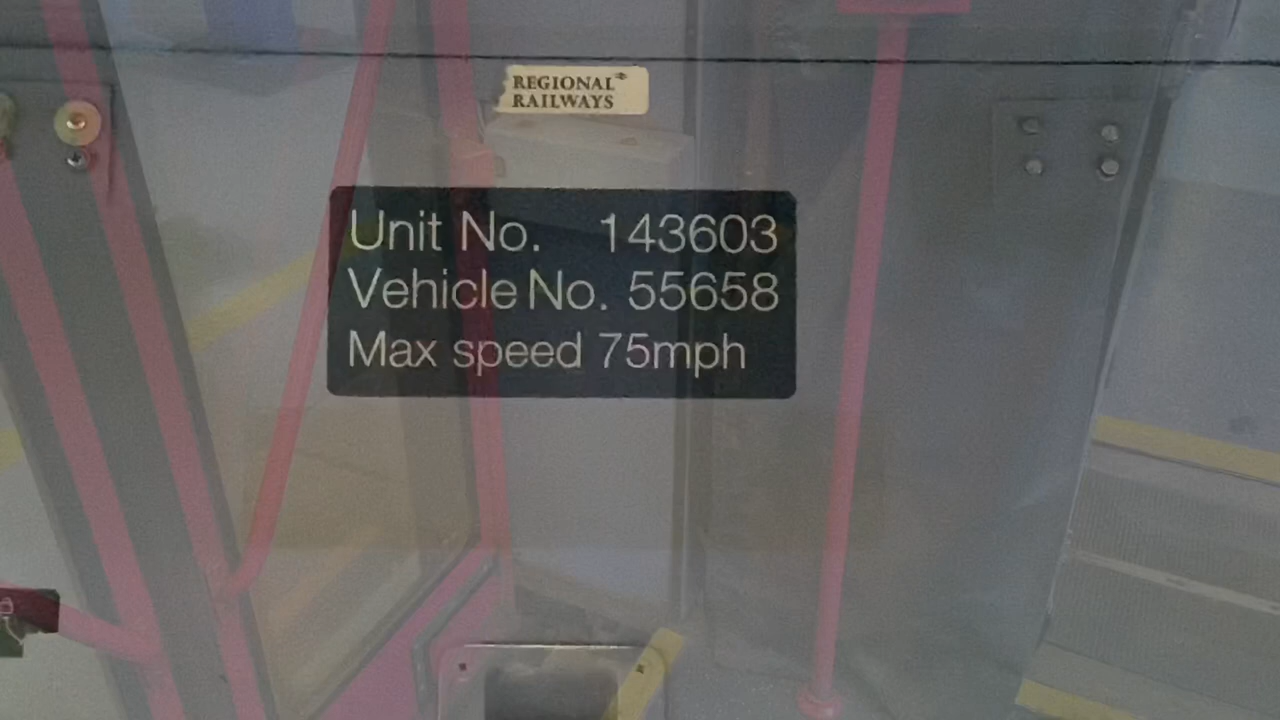 REGIONAL
RAILWAYS
Unit No. 143603
Vehicle No. 55658
Max speed 75mph